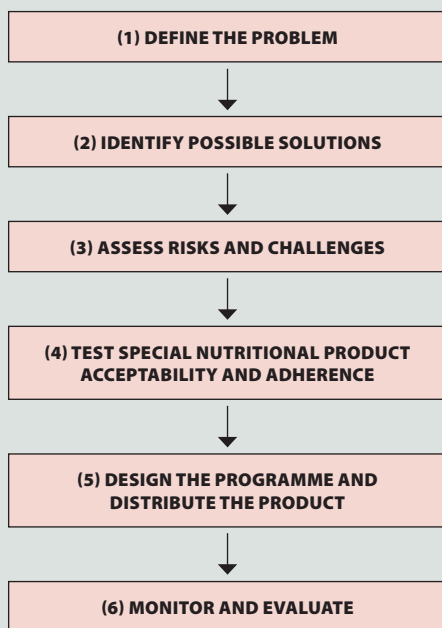 (1) DEFINE THE PROBLEM
(2) IDENTIFY POSSIBLE SOLUTIONS
(3) ASSESS RISKS AND CHALLENGES
(4) TEST SPECIAL NUTRITIONAL PRODUCT
ACCEPTABILITY AND ADHERENCE
(5) DESIGN THE PROGRAMME AND
DISTRIBUTE THE PRODUCT
(6) MONITOR AND EVALUATE